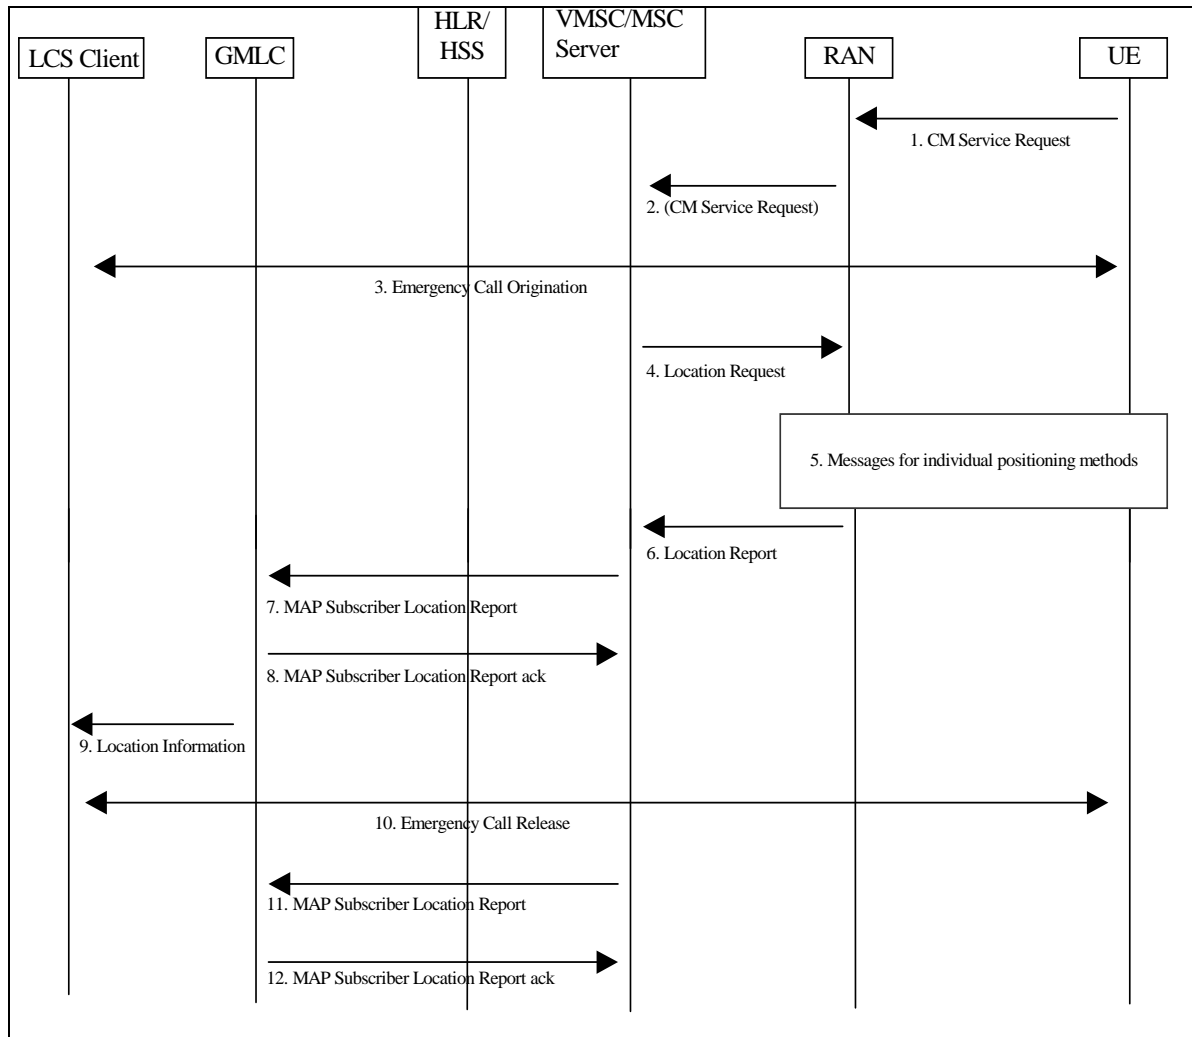 LCS Client
GMLC
HLR/
HSS
VMSC/MSC
Server
RAN
UE
1. CM Service Request
2. (CM Service Request)
3. Emergency Call Origination
4. Location Request
5. Messages for individual positioning methods
6. Location Report
7. MAP Subscriber Location Report
8. MAP Subscriber Location Report ack
9. Location Information
10. Emergency Call Release
11. MAP Subscriber Location Report
12. MAP Subscriber Location Report ack